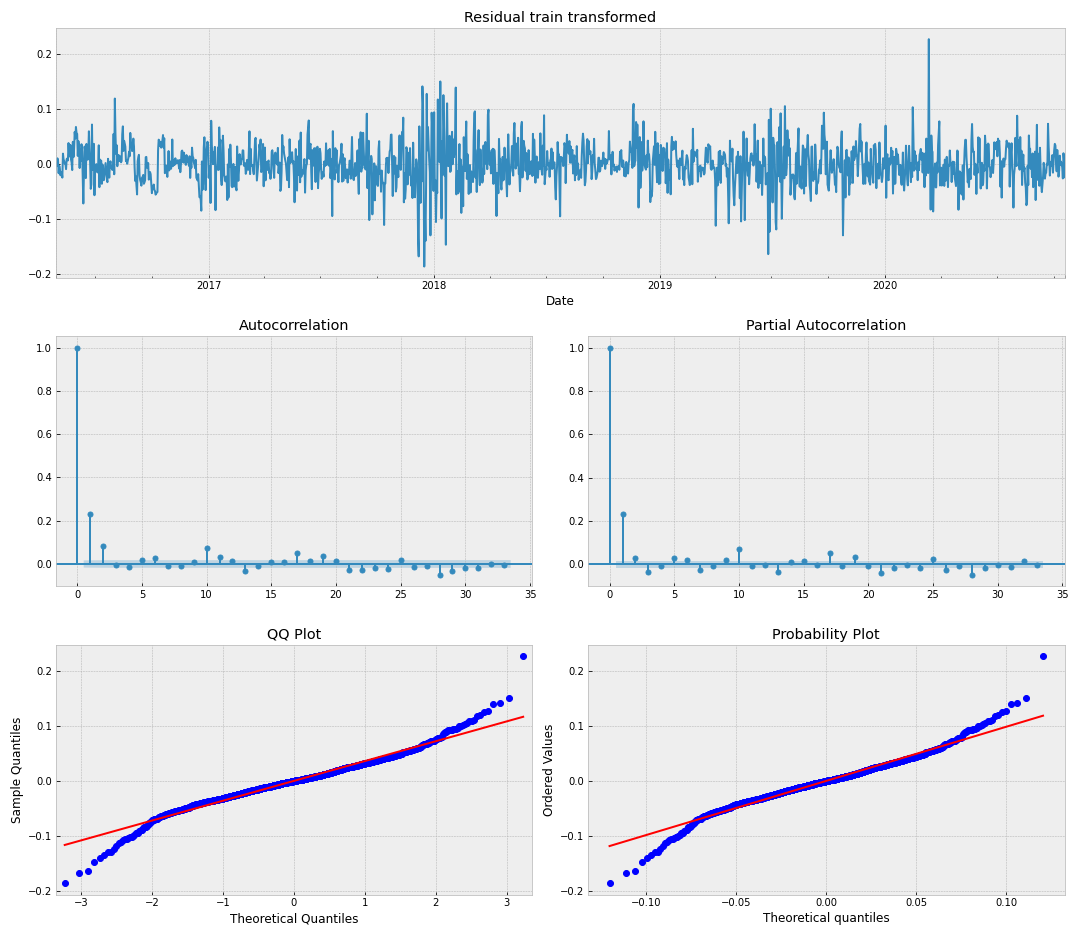 Residual train transformed
0.2
0.1
0.0
−0.1
−0.2
2017 2018 2019 2020
Date
Autocorrelation
1.0
0.8
0.6
0.4
0.2
0.0
0 5 10 15 20 25 30 35
Partial Autocorrelation
1.0
0.8
0.6
0.4
0.2
0.0
0 5 10 15 20 25 30 35
QQ Plot
Sample Quantiles
0.2
0.1
0.0
−0.1
−0.2
−3 −2 −1 0 1 2 3
Theoretical Quantiles
Probability Plot
Ordered Values
0.2
0.1
0.0
−0.1
−0.2
−0.10 −0.05 0.00 0.05 0.10
Theoretical quantiles